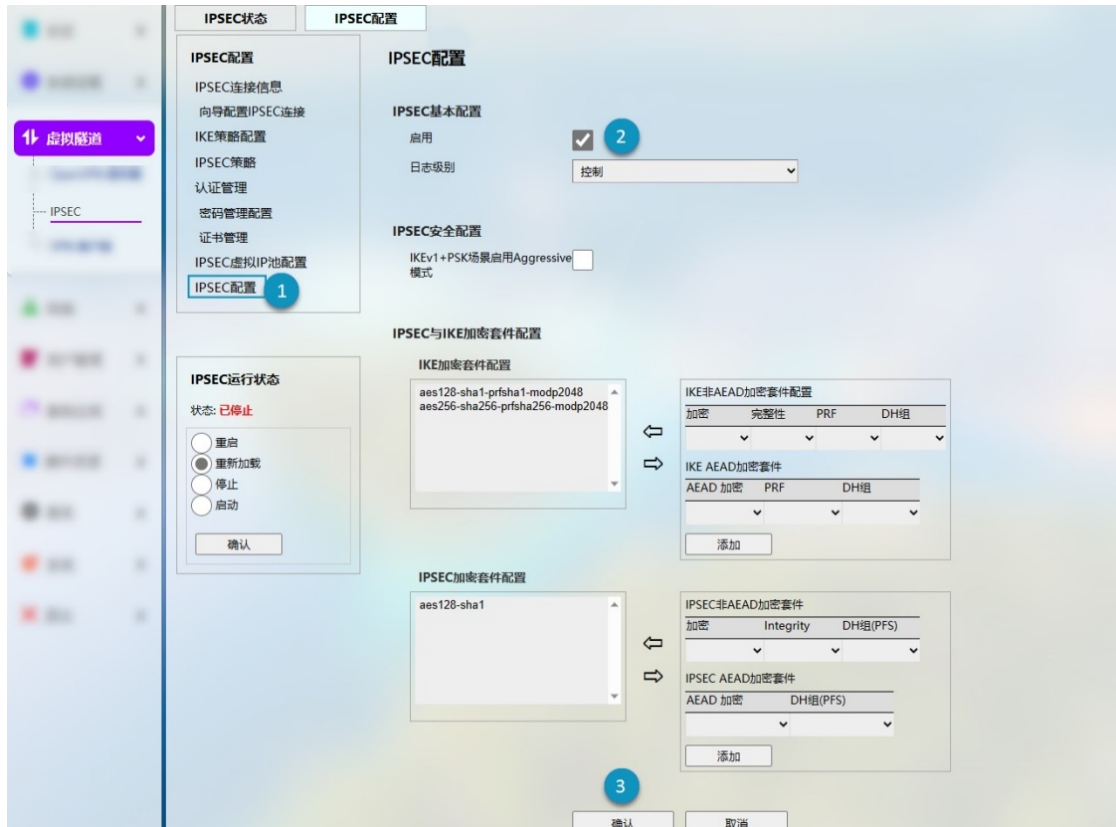 IPSEC状态
IPSEC配置
虚拟隧道
IPSEC
IPSEC配置
IPSEC连接信息
向导配置IPSEC连接
IKE策略配置
IPSEC策略
认证管理
密码管理配置
证书管理
IPSEC虚拟IP池配置
IPSEC配置
1
IPSEC运行状态
状态: 已停止
重启
重新加载
停止
启动
确认
IPSEC配置
IPSEC基本配置
启用
2
日志级别
控制
IPSEC安全配置
IKEv1+PSK场景启用Aggressive
模式
IPSEC与IKE加密套件配置
IKE加密套件配置
aes128-sha1-prfsha1-modp2048
aes256-sha256-prfsha256-modp2048
IKE非AEAD加密套件配置
加密 完整性 PRF DH组
IKE AEAD加密套件
AEAD 加密 PRF DH组
添加
IPSEC加密套件配置
aes128-sha1
IPSEC非AEAD加密套件
加密 Integrity DH组(PFS)
IPSEC AEAD加密套件
AEAD 加密 DH组(PFS)
添加
3
确认 取消